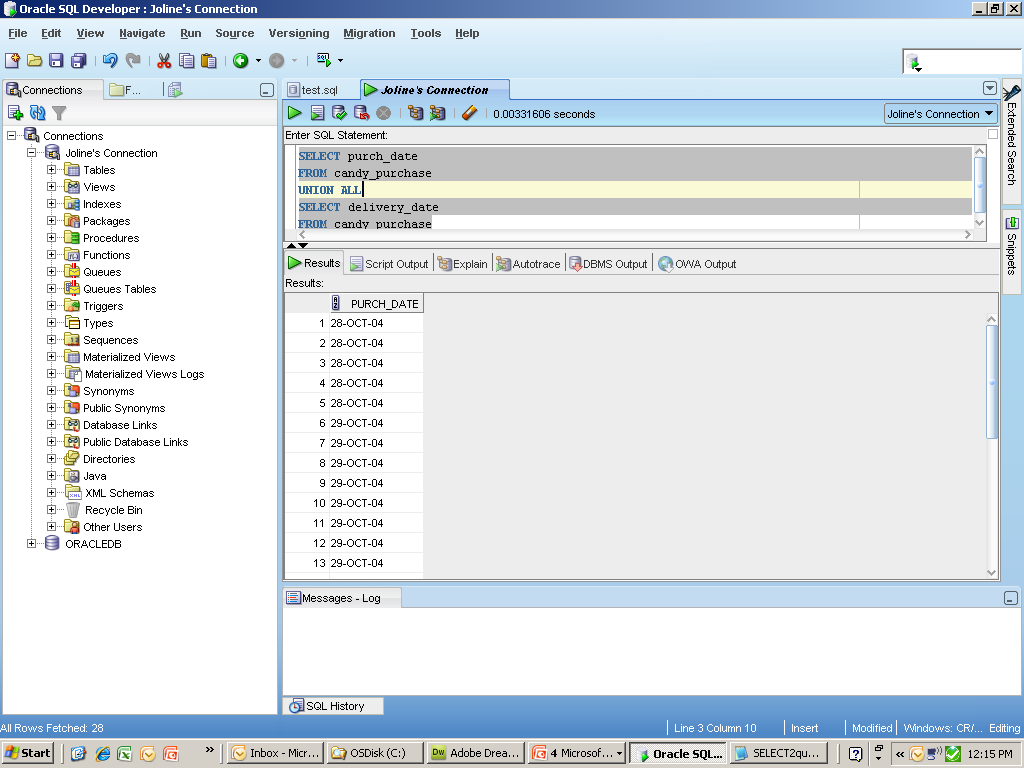 Oracle SQL Developer : Joline's Connection
File Edit View Navigate Run Source Versioning Migration Tools Help
Connections F...
test.sql Joline's Connection
0.00331606 seconds Joline's Connection
Enter SQL Statement:
SELECT purch_date
FROM candy_purchase
UNION ALL
SELECT delivery_date
FROM candy_purchase
Connections
Joline's Connection
Tables
Views
Indexes
Packages
Procedures
Functions
Queues
Queues Tables
Triggers
Types
Sequences
Materialized Views
Materialized Views Logs
Synonyms
Public Synonyms
Database Links
Public Database Links
Directories
Java
XML Schemas
Recycle Bin
Other Users
ORACLEDB
Results Script Output Explain Autotrace DBMS Output OWA Output
Results:
PURCH_DATE
1 28-OCT-04
2 28-OCT-04
3 28-OCT-04
4 28-OCT-04
5 28-OCT-04
6 29-OCT-04
7 29-OCT-04
8 29-OCT-04
9 29-OCT-04
10 29-OCT-04
11 29-OCT-04
12 29-OCT-04
13 29-OCT-04
Extended Search
Snippets
Messages - Log
SQL History
All Rows Fetched: 28 Line 3 Column 10 Insert Modified Windows: CR/... Editing
Start » Inbox - Micr... OSDisk (C:) Adobe Drea... 4 Microsof... Oracle SQL... SELECT2qu... « 12:15 PM